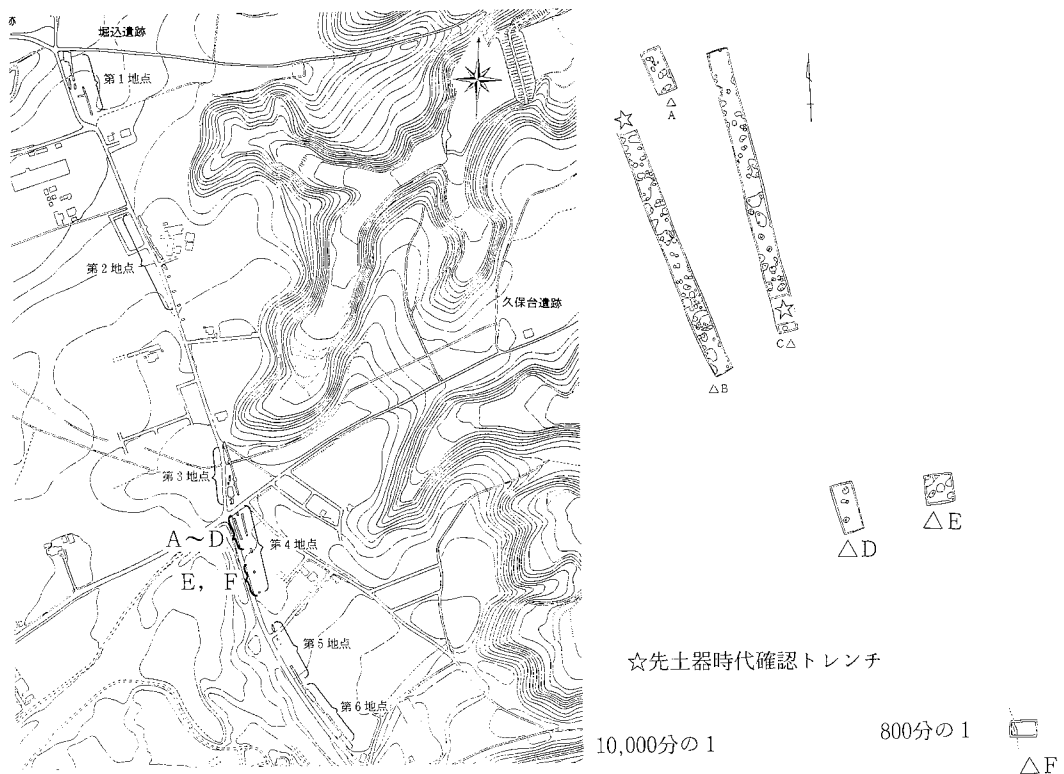 堀込遺跡
第1地点
第2地点
久保台遺跡
第3地点
A～D
第4地点
E，F
第5地点
第6地点
△
A
☆
☆
C△
△B
△D
△E
☆先土器時代確認トレンチ
10,000分の1
800分の1
△F